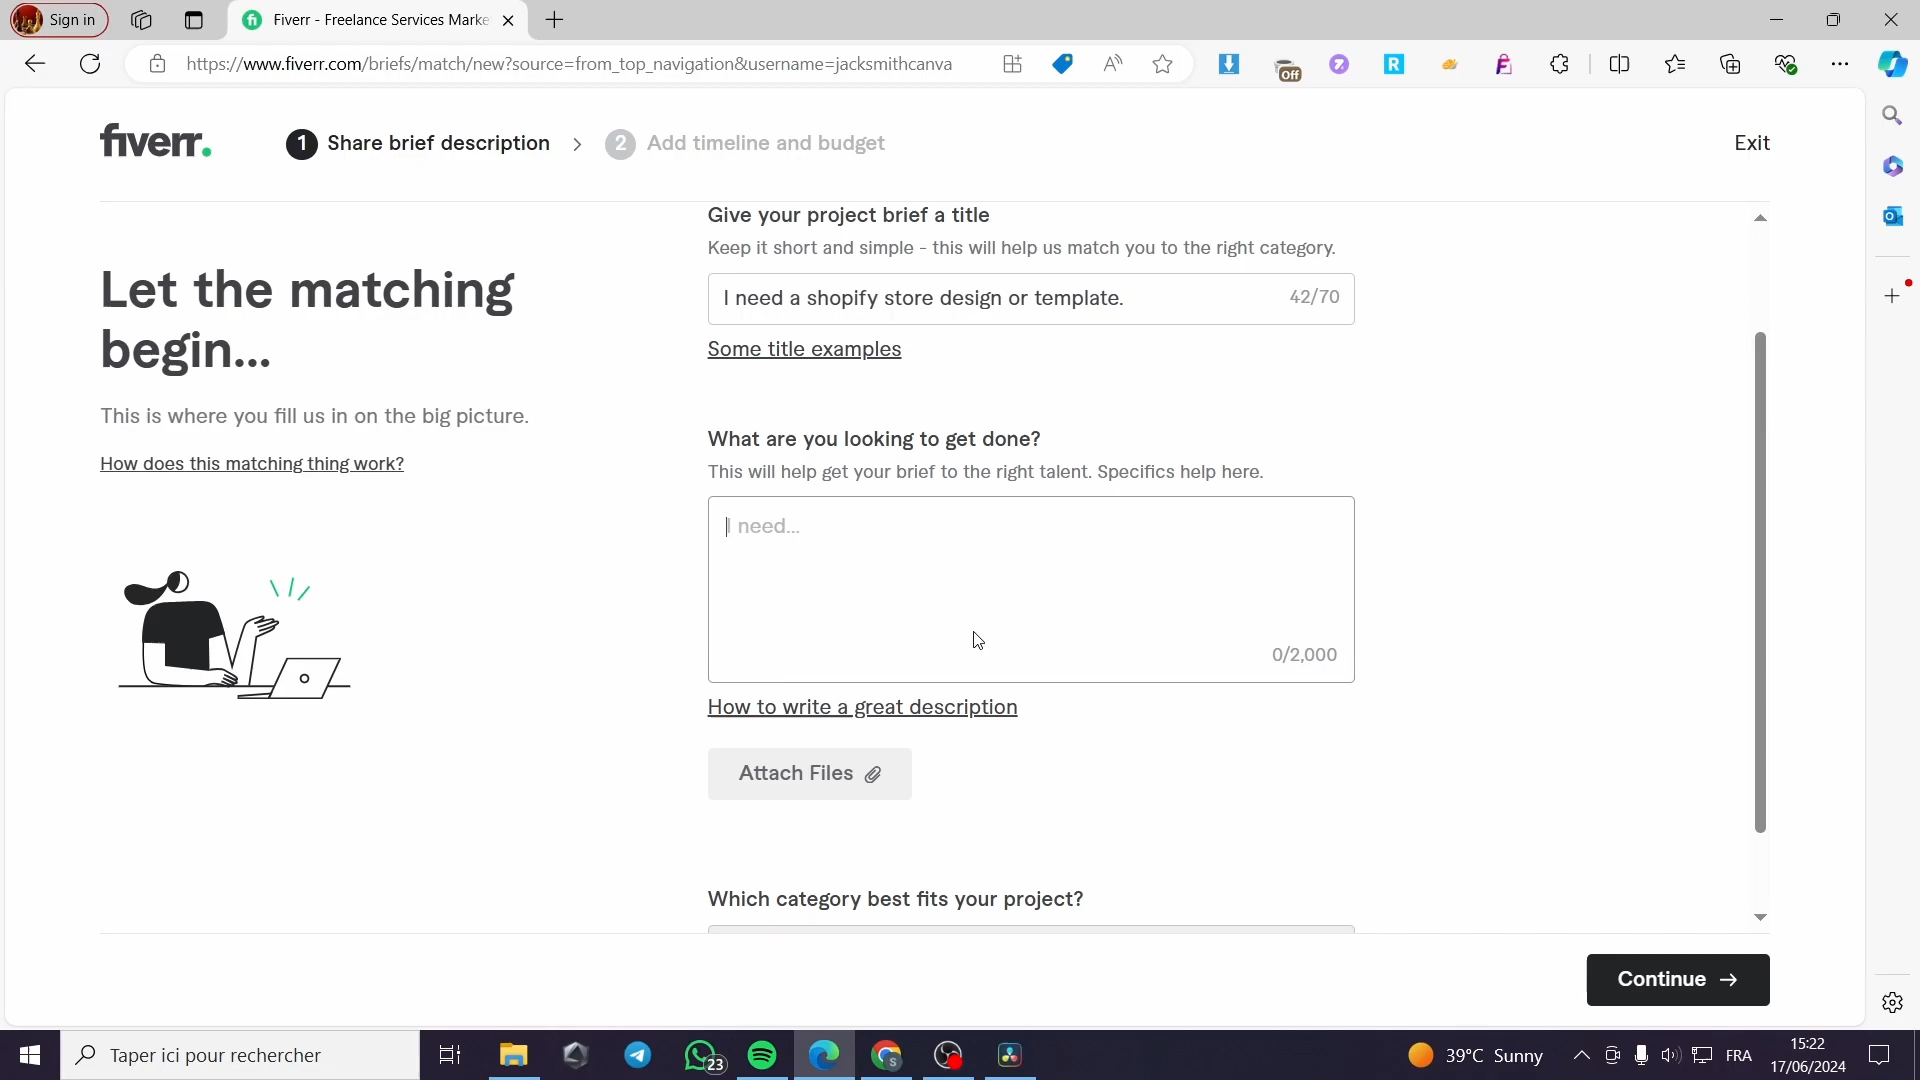 Sign in
Fiverr - Freelance Services Marke
https://www.fiverr.com/briefs/match/new?source=from_top_navigation&username=jacksmithcanva
Off
fiverr.
1 Share brief description > 2 Add timeline and budget
Exit
Let the matching
begin...
This is where you fill us in on the big picture.
How does this matching thing work?
Give your project brief a title
Keep it short and simple - this will help us match you to the right category.
I need a shopify store design or template. 42/70
Some title examples
What are you looking to get done?
This will help get your brief to the right talent. Specifics help here.
I need...
0/2,000
How to write a great description
Attach Files
Which category best fits your project?
Continue →
Taper ici pour rechercher
23
39°C Sunny
FRA
15:22
17/06/2024